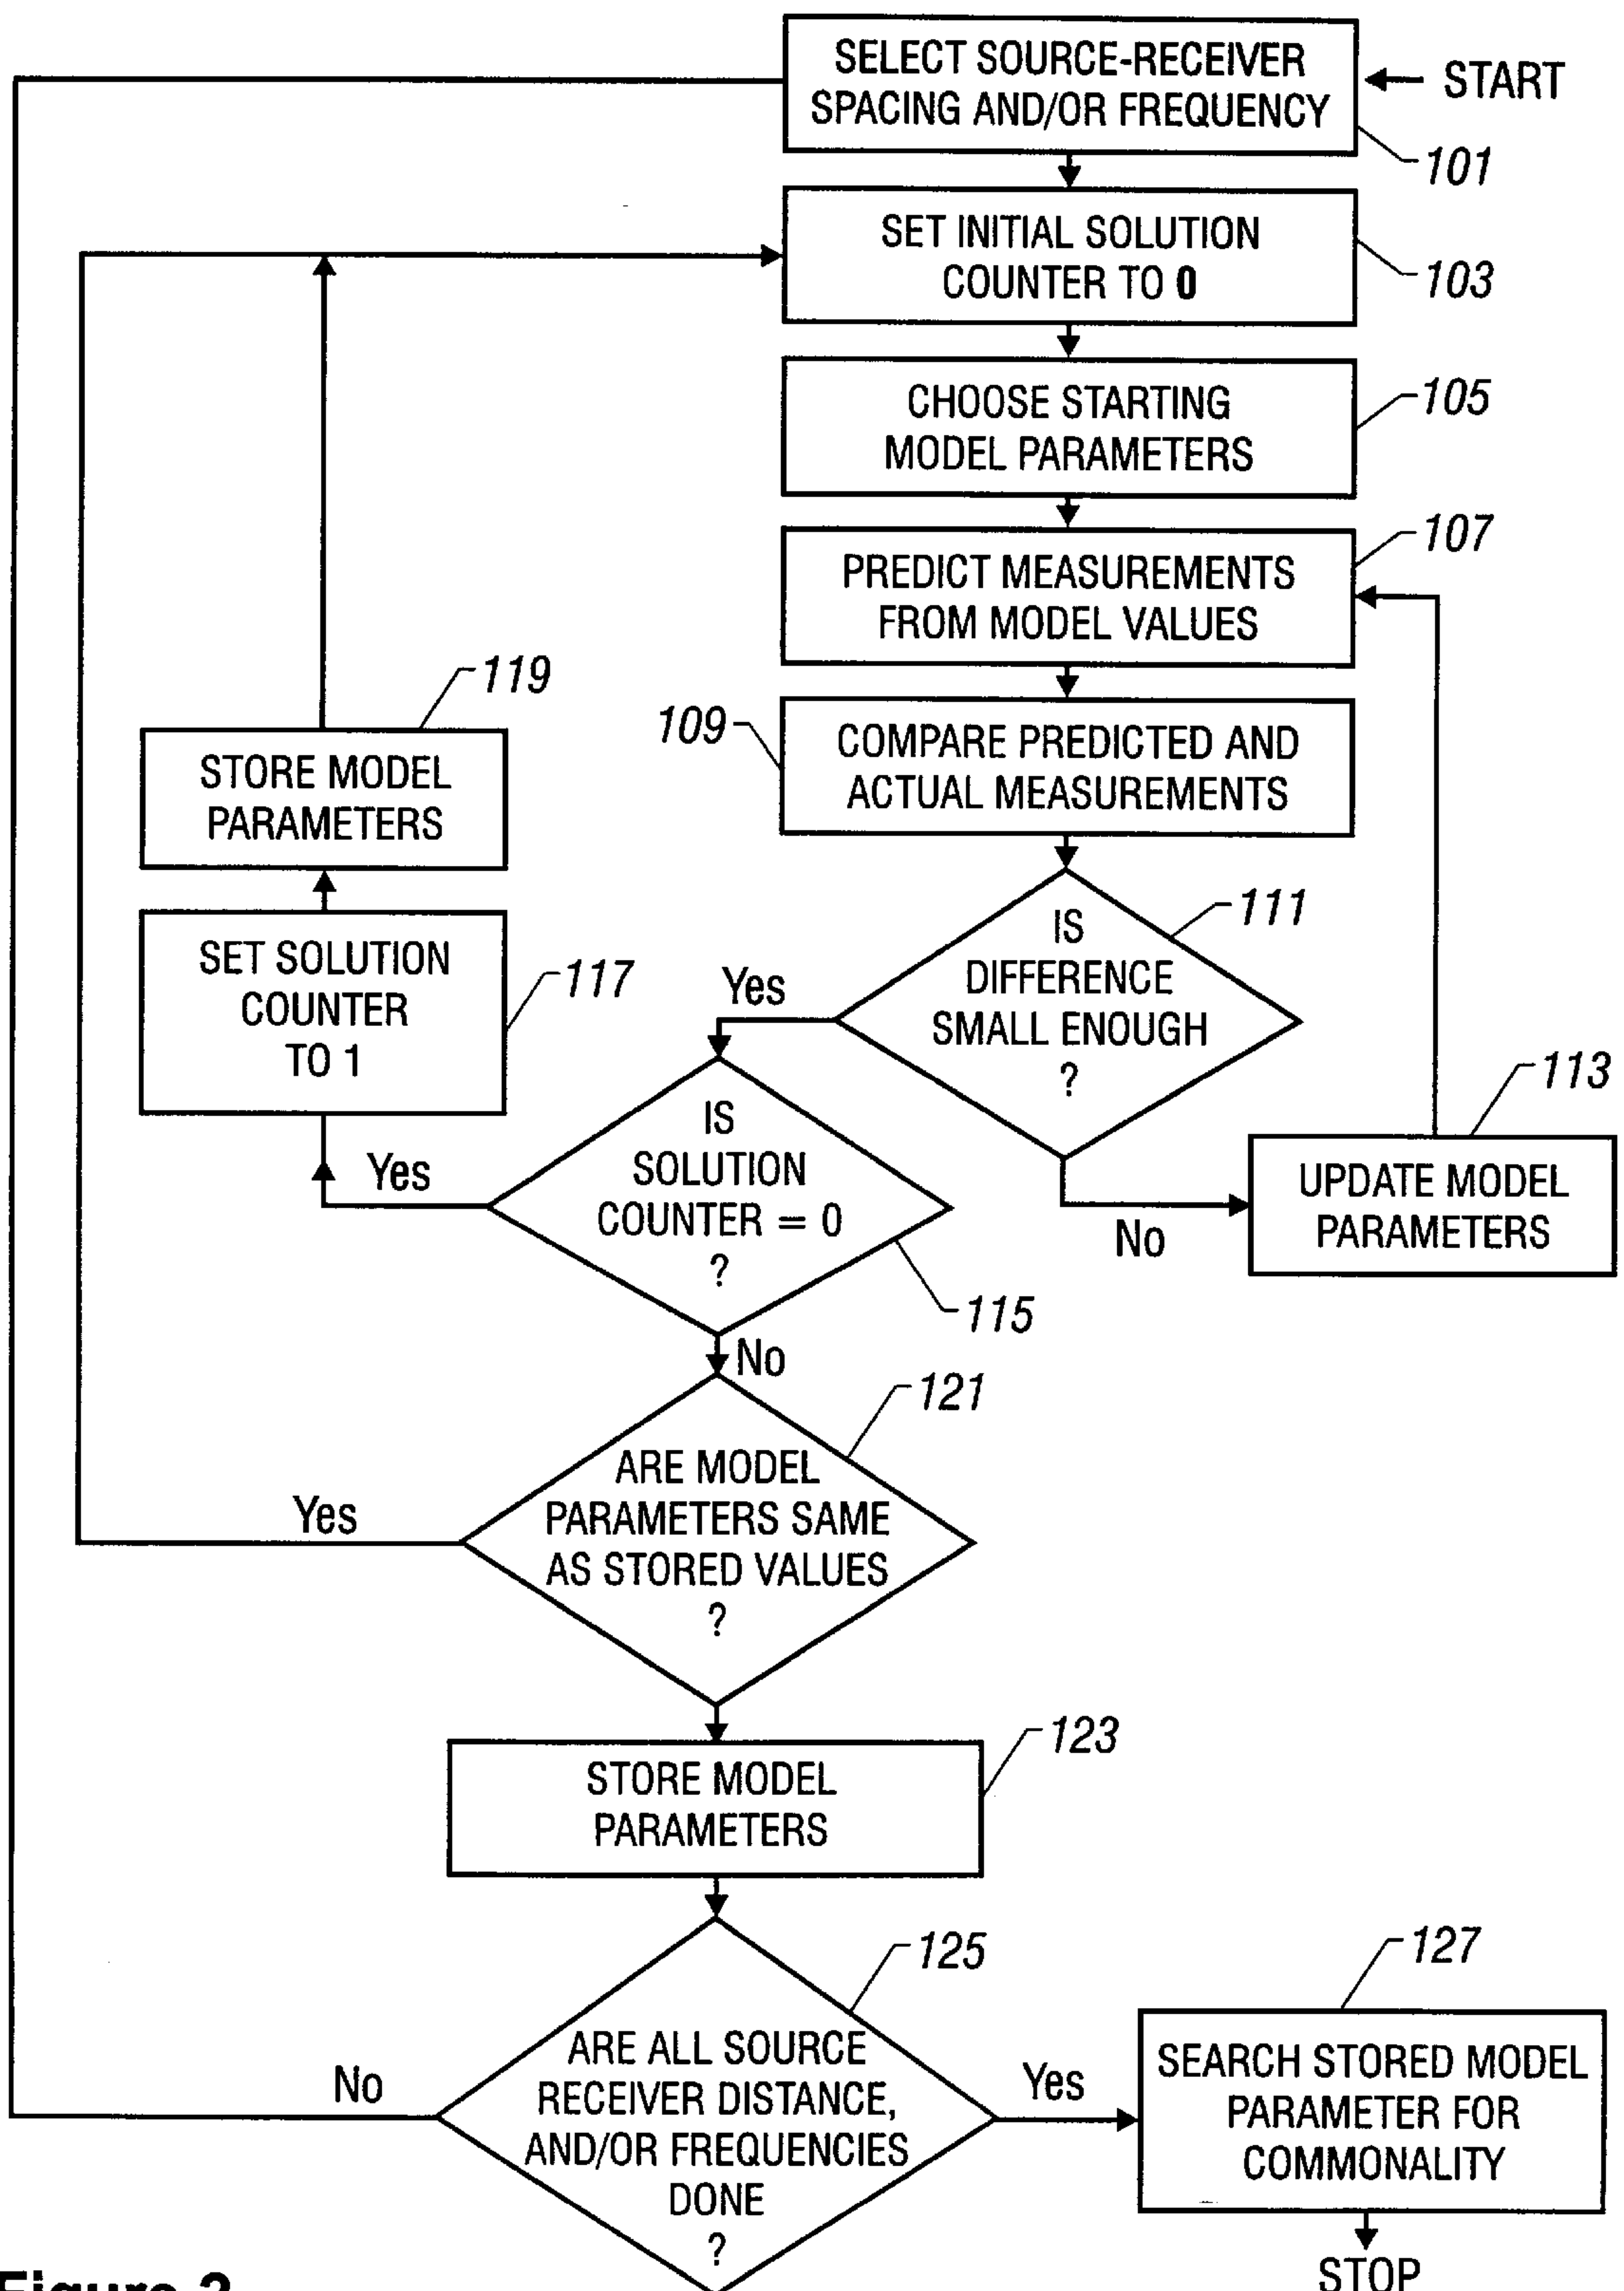 SELECT SOURCE-RECEIVER
SPACING AND/OR FREQUENCY
START
101
SET INITIAL SOLUTION
COUNTER TO 0
103
CHOOSE STARTING
MODEL PARAMETERS
105
PREDICT MEASUREMENTS
FROM MODEL VALUES
107
COMPARE PREDICTED AND
ACTUAL MEASUREMENTS
109
119
STORE MODEL
PARAMETERS
SET SOLUTION
COUNTER
TO 1
117
IS
DIFFERENCE
SMALL ENOUGH
?
111
Yes
No
113
UPDATE MODEL
PARAMETERS
IS
SOLUTION
COUNTER = 0
?
115
Yes
No
121
ARE MODEL
PARAMETERS SAME
AS STORED VALUES
?
Yes
123
STORE MODEL
PARAMETERS
125
ARE ALL SOURCE
RECEIVER DISTANCE,
AND/OR FREQUENCIES
DONE
?
No
Yes
127
SEARCH STORED MODEL
PARAMETER FOR
COMMONALITY
STOP